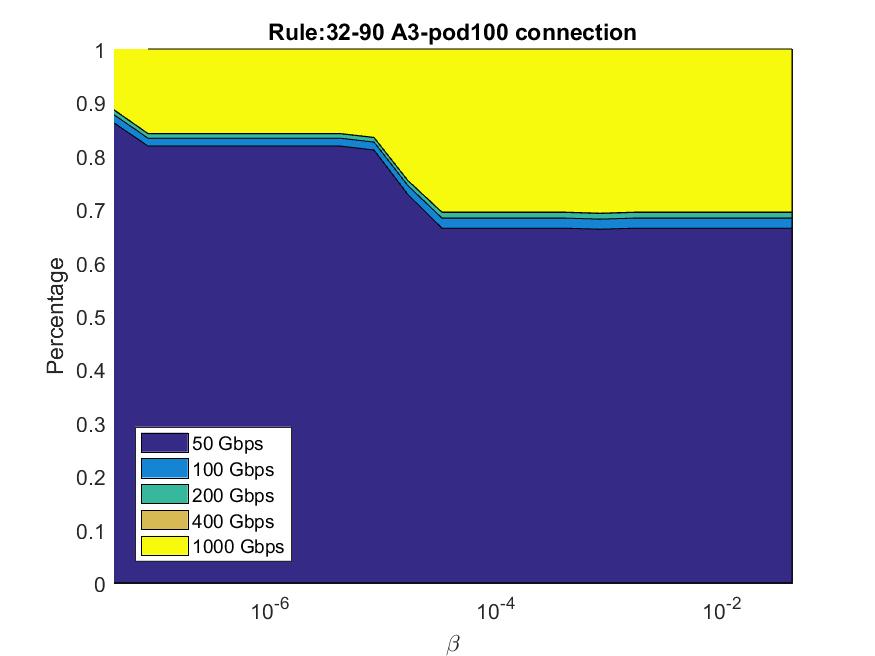 Rule:32-90 A3-pod100 connection
1
0.9
0.8
0.7
0.6
0.5
0.4
0.3
0.2
0.1
0
Percentage
50 Gbps
100 Gbps
200 Gbps
400 Gbps
1000 Gbps
10^-6 10^-4 10^-2
β